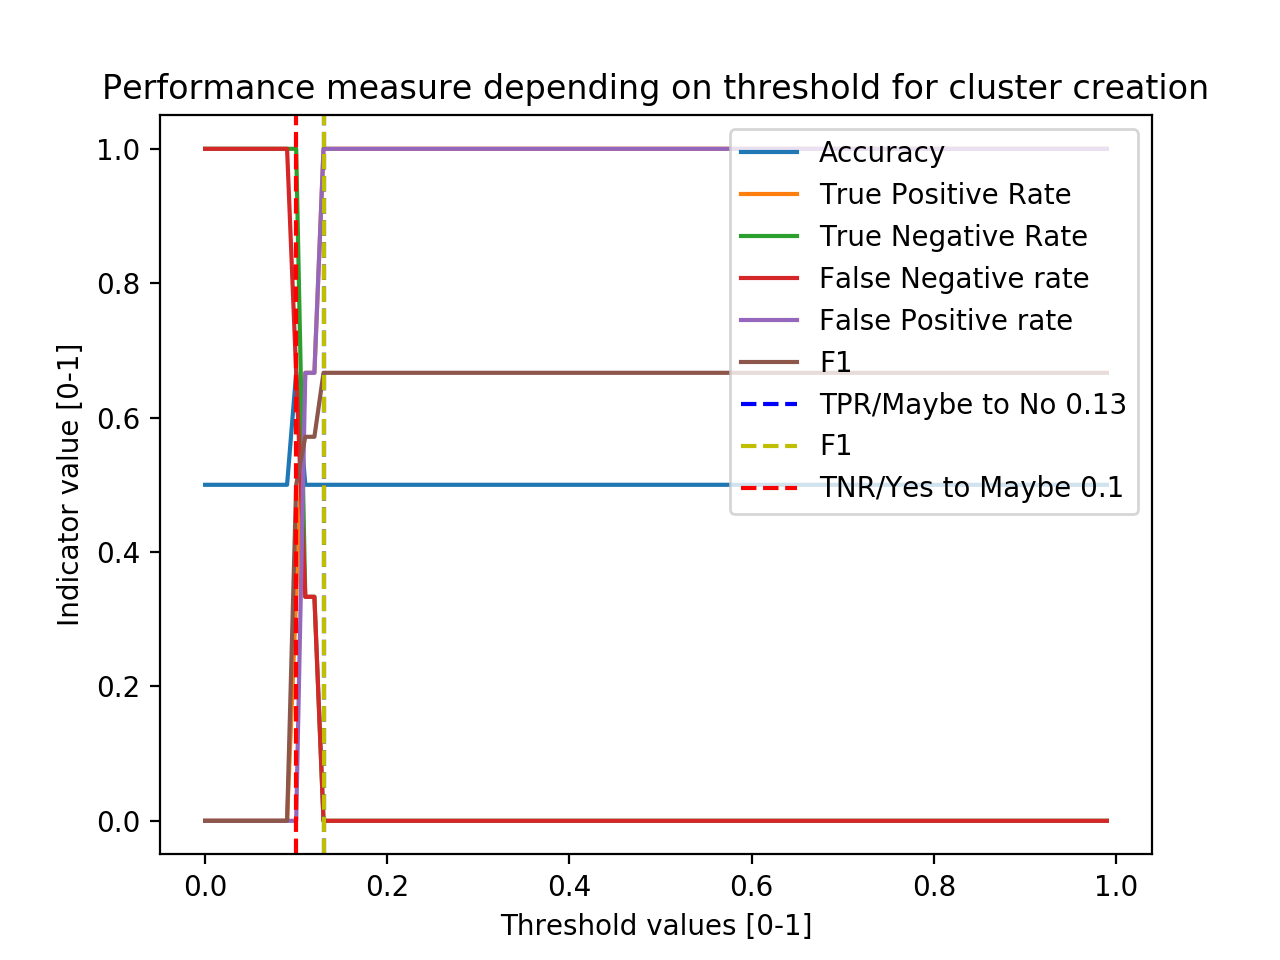 Performance measure depending on threshold for cluster creation
1.0
0.8
0.6
0.4
0.2
0.0
Indicator value [0-1]
Accuracy
True Positive Rate
True Negative Rate
False Negative rate
False Positive rate
F1
TPR/Maybe to No 0.13
F1
TNR/Yes to Maybe 0.1
0.0 0.2 0.4 0.6 0.8 1.0
Threshold values [0-1]